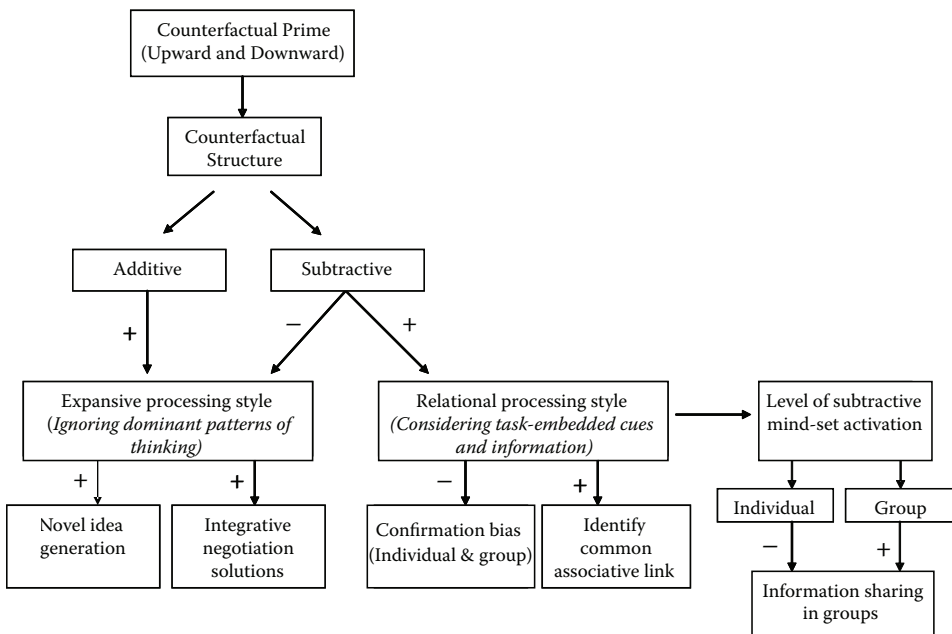 Counterfactual Prime
(Upward and Downward)
Counterfactual
Structure
Additive
Subtractive
+
−
+
Expansive processing style
(Ignoring dominant patterns of
thinking)
Relational processing style
(Considering task-embedded cues
and information)
Level of subtractive
mind-set activation
+
+
−
+
Novel idea
generation
Integrative
negotiation
solutions
Confirmation bias
(Individual & group)
Identify
common
associative link
Individual
Group
−
+
Information sharing
in groups